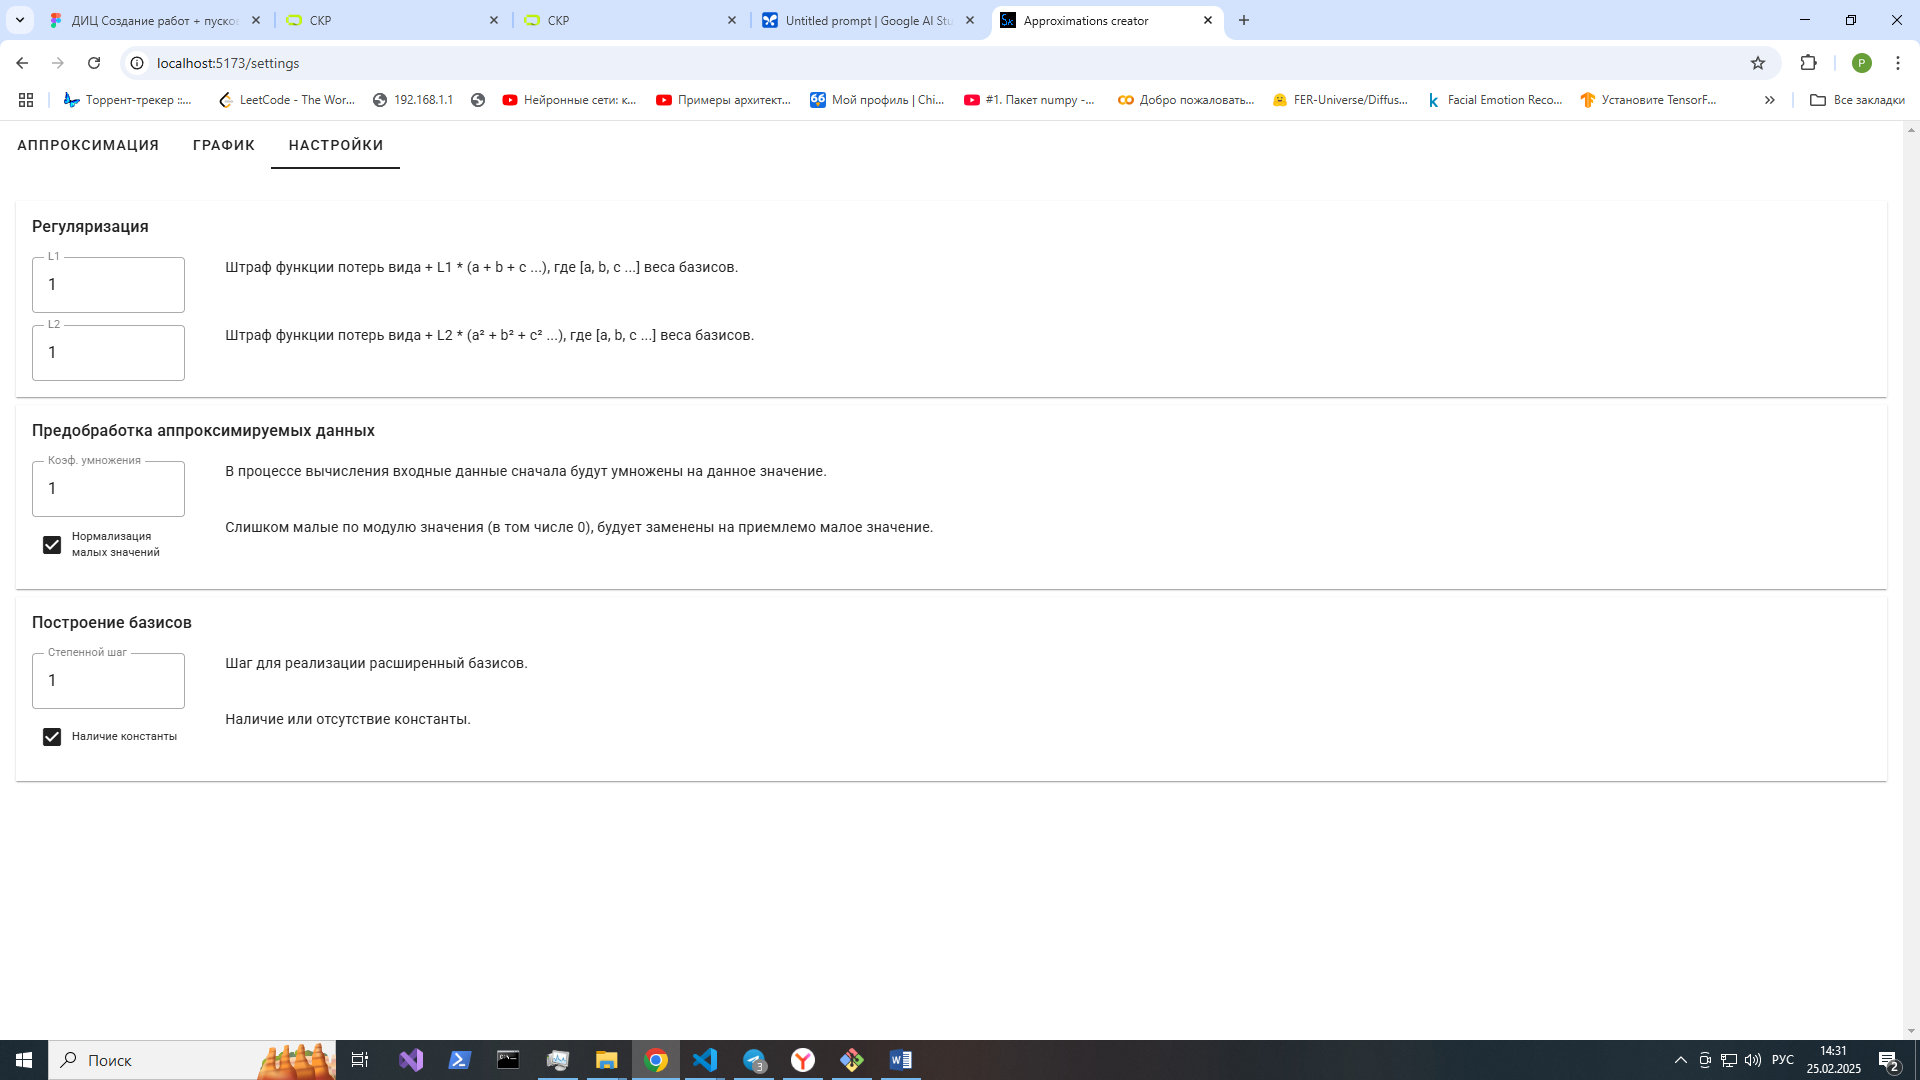 ДИЦ Создание работ + пуско
СКР
СКР
Untitled prompt | Google AI Stu
Approximations creator
localhost:5173/settings
P
Торрент-трекер ::...
LeetCode - The Wor...
192.168.1.1
Нейронные сети: к...
Примеры архитект...
66
Мой профиль | Chi...
#1. Пакет numpy -...
Добро пожаловать...
FER-Universe/Diffus...
Facial Emotion Reco...
Установите TensorF...
Все закладки
АППРОКСИМАЦИЯ
ГРАФИК
НАСТРОЙКИ
Регуляризация
L1
1
Штраф функции потерь вида + L1 * (a + b + c ...), где [a, b, c ...] веса базисов.
L2
1
Штраф функции потерь вида + L2 * (a² + b² + c² ...), где [a, b, c ...] веса базисов.
Предобработка аппроксимируемых данных
Коэф. умножения
1
В процессе вычисления входные данные сначала будут умножены на данное значение.
Нормализация
малых значений
Слишком малые по модулю значения (в том числе 0), будует заменены на приемлемо малое значение.
Построение базисов
Степенной шаг
1
Шаг для реализации расширенный базисов.
Наличие константы
Наличие или отсутствие константы.
Поиск
3
РУС
14:31
25.02.2025
2